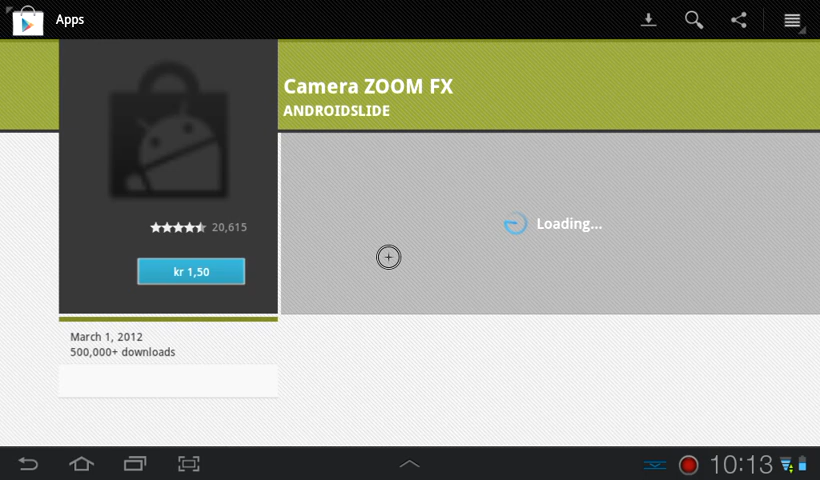 Apps
Camera ZOOM FX
ANDROIDSLIDE
20,615
kr 1,50
Loading...
March 1, 2012
500,000+ downloads
10:13